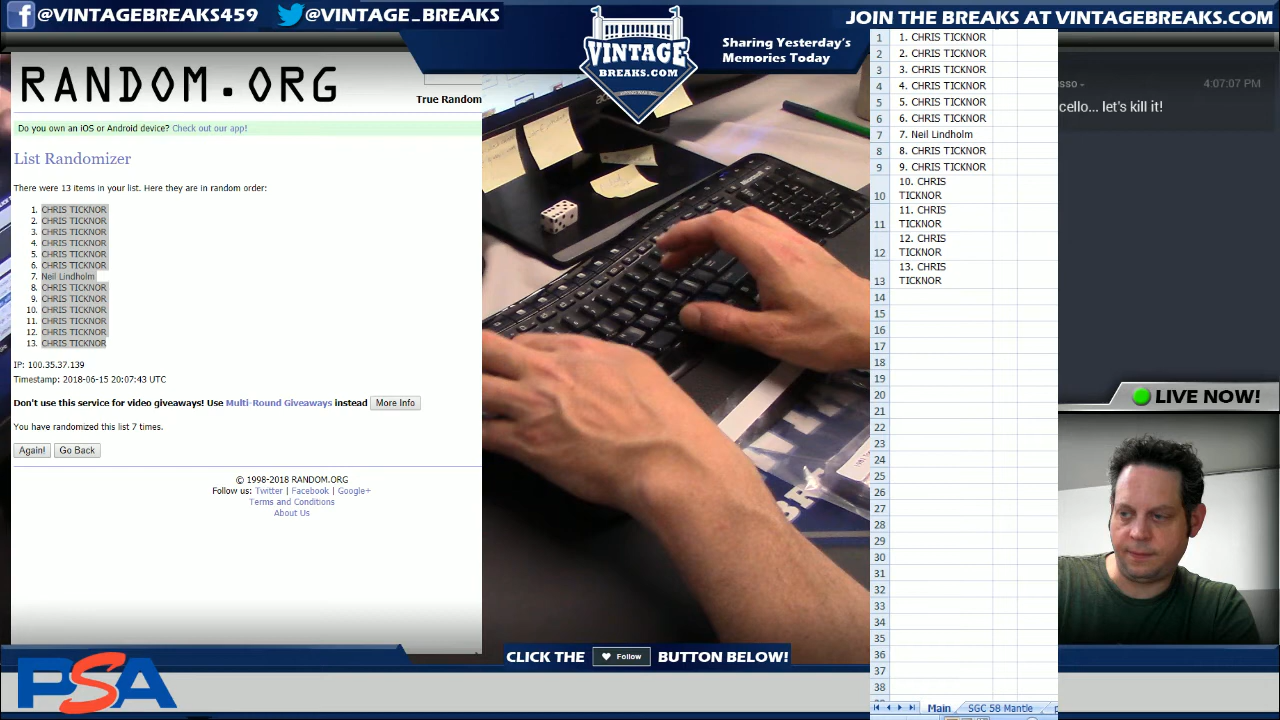 @VINTAGEBREAKS459 @VINTAGE_BREAKS
VINTAGE
BREAKS.COM
Sharing Yesterday's
Memories Today
JOIN THE BREAKS AT VINTAGEBREAKS.COM
RANDOM.ORG
True Random
Do you own an iOS or Android device? Check out our app!
List Randomizer
There were 13 items in your list. Here they are in random order:
1. CHRIS TICKNOR
2. CHRIS TICKNOR
3. CHRIS TICKNOR
4. CHRIS TICKNOR
5. CHRIS TICKNOR
6. CHRIS TICKNOR
7. Neil Lindholm
8. CHRIS TICKNOR
9. CHRIS TICKNOR
10. CHRIS TICKNOR
11. CHRIS TICKNOR
12. CHRIS TICKNOR
13. CHRIS TICKNOR
IP: 100.35.37.139
Timestamp: 2018-06-15 20:07:43 UTC
Don't use this service for video giveaways! Use Multi-Round Giveaways instead More Info
You have randomized this list 7 times.
Again! Go Back
© 1998-2018 RANDOM.ORG
Follow us: Twitter | Facebook | Google+
Terms and Conditions
About Us
acer
1 1. CHRIS TICKNOR
2 2. CHRIS TICKNOR
3 3. CHRIS TICKNOR
4 4. CHRIS TICKNOR
5 5. CHRIS TICKNOR
6 6. CHRIS TICKNOR
7 7. Neil Lindholm
8 8. CHRIS TICKNOR
9 9. CHRIS TICKNOR
10. CHRIS
10 TICKNOR
11. CHRIS
11 TICKNOR
12. CHRIS
12 TICKNOR
13. CHRIS
13 TICKNOR
14
15
16
17
18
19
20
21
22
23
24
25
26
27
28
29
30
31
32
33
34
35
36
37
38
Main SGC 58 Mantle
sso 4:07:07 PM
cello... let's kill it!
LIVE NOW!
CLICK THE Follow BUTTON BELOW!
PSA